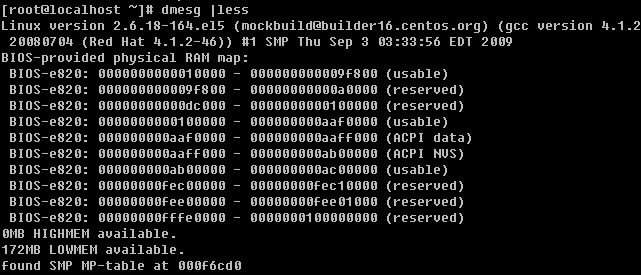 [root@localhost ~]# dmesg |less
Linux version 2.6.18-164.el5 (mockbuild@builder16.centos.org) (gcc version 4.1.2
 20080704 (Red Hat 4.1.2-46)) #1 SMP Thu Sep 3 03:33:56 EDT 2009
BIOS-provided physical RAM map:
 BIOS-e820: 0000000000010000 - 000000000009f800 (usable)
 BIOS-e820: 000000000009f800 - 00000000000a0000 (reserved)
 BIOS-e820: 00000000000dc000 - 0000000000100000 (reserved)
 BIOS-e820: 0000000000100000 - 000000000aaf0000 (usable)
 BIOS-e820: 000000000aaf0000 - 000000000aaff000 (ACPI data)
 BIOS-e820: 000000000aaff000 - 000000000ab00000 (ACPI NVS)
 BIOS-e820: 000000000ab00000 - 000000000ac00000 (usable)
 BIOS-e820: 00000000fec00000 - 00000000fec10000 (reserved)
 BIOS-e820: 00000000fee00000 - 00000000fee01000 (reserved)
 BIOS-e820: 00000000fffe0000 - 0000000100000000 (reserved)
0MB HIGHMEM available.
172MB LOWMEM available.
found SMP MP-table at 000f6cd0